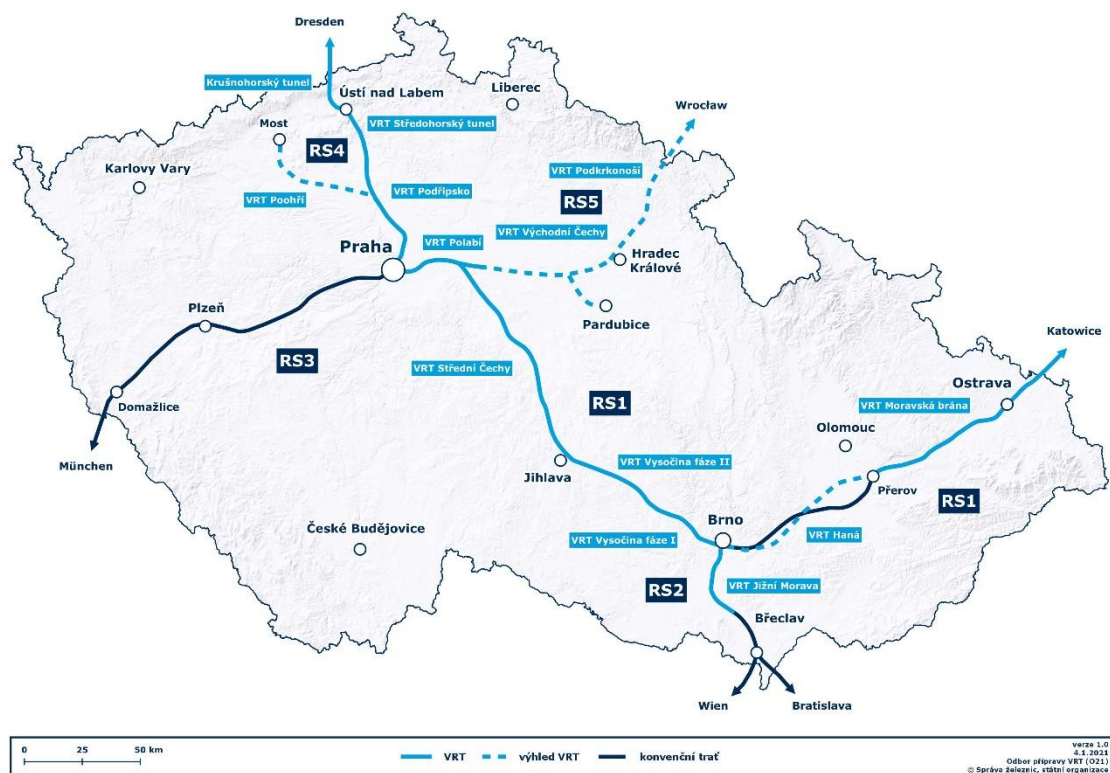 Dresden
Krušnohorský tunel
Ústí nad Labem
Liberec
Wrocław
Most
VRT Středohorský tunel
RS4
Karlovy Vary
VRT Podkrkonoší
VRT Poohří
VRT Podřipsko
RS5
VRT Východní Čechy
Praha
VRT Polabí
Hradec
Králové
Plzeň
Pardubice
Katowice
RS3
VRT Střední Čechy
Ostrava
Domažlice
RS1
VRT Moravská brána
Olomouc
München
Jihlava
VRT Vysočina fáze II
Přerov
RS1
České Budějovice
Brno
VRT Vysočina fáze I
VRT Haná
RS2
VRT Jižní Morava
Břeclav
Wien
Bratislava
0 25 50 km
VRT
výhled VRT
konvenční trať
verze 1.0
4.1.2021
Odbor přípravy VRT (O21)
© Správa železnic, státní organizace